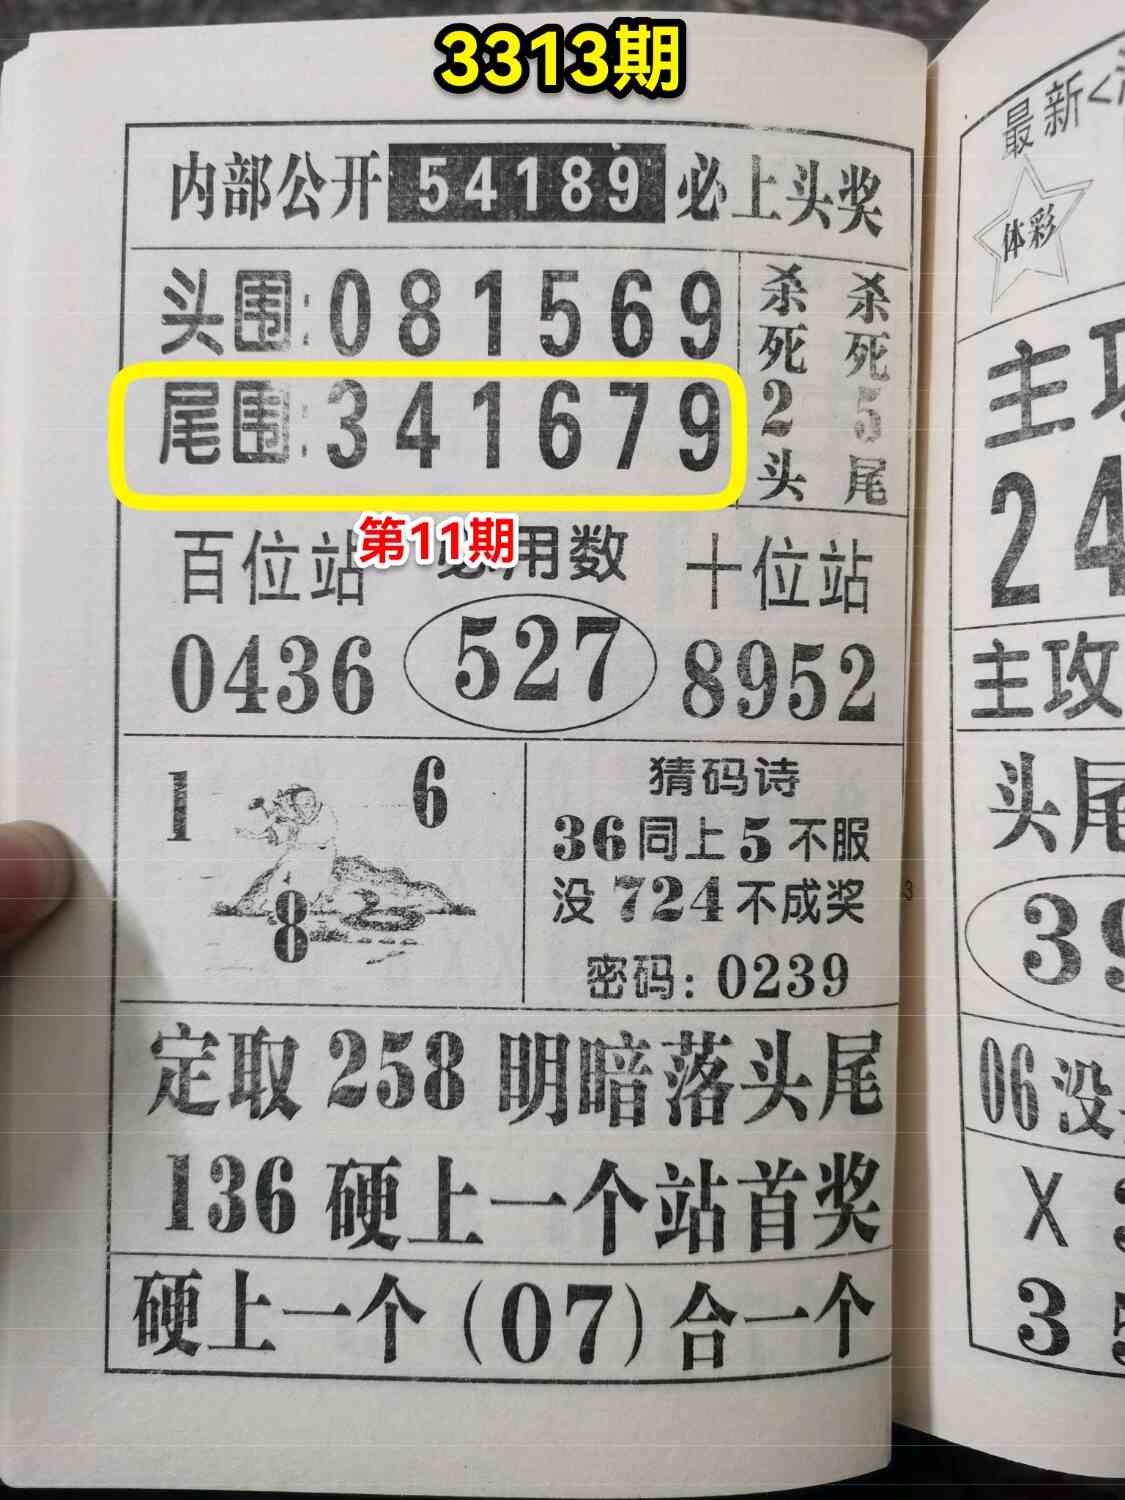 3313期
内部公开 54189 必上头奖
头围: 081569
尾围: 341679
杀死2头
杀死5尾
第11期
百位站
用数
十位站
0436
527
8952
1
6
8
猜码诗
36同上5不服
没724不成奖
密码: 0239
定取 258 明暗落头尾
136 硬上一个站首奖
硬上一个 (07) 合一个
最新
体彩
主
2
主攻
头尾
3
06没
X
3
3